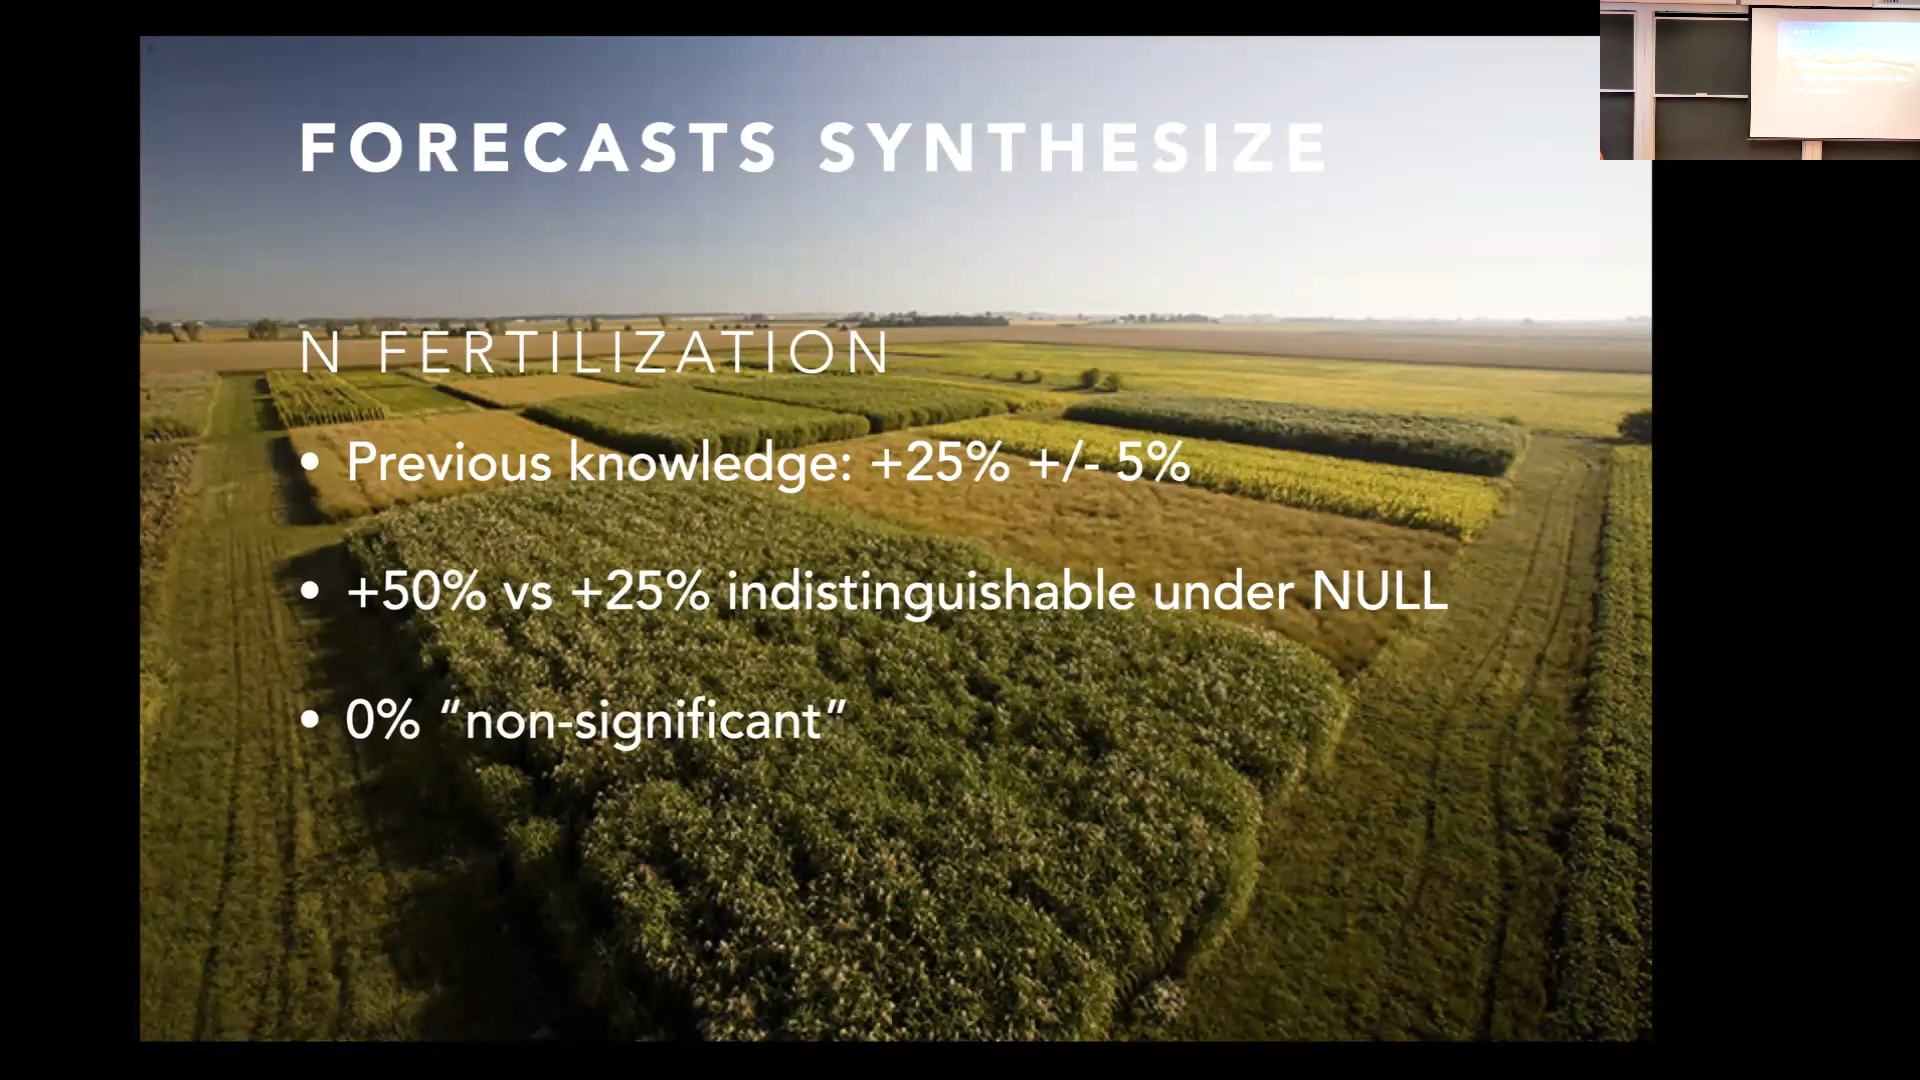 FORECASTS SYNTHESIZE
N FERTILIZATION
• Previous knowledge: +25% +/- 5%
• +50% vs +25% indistinguishable under NULL
• 0% “non-significant”